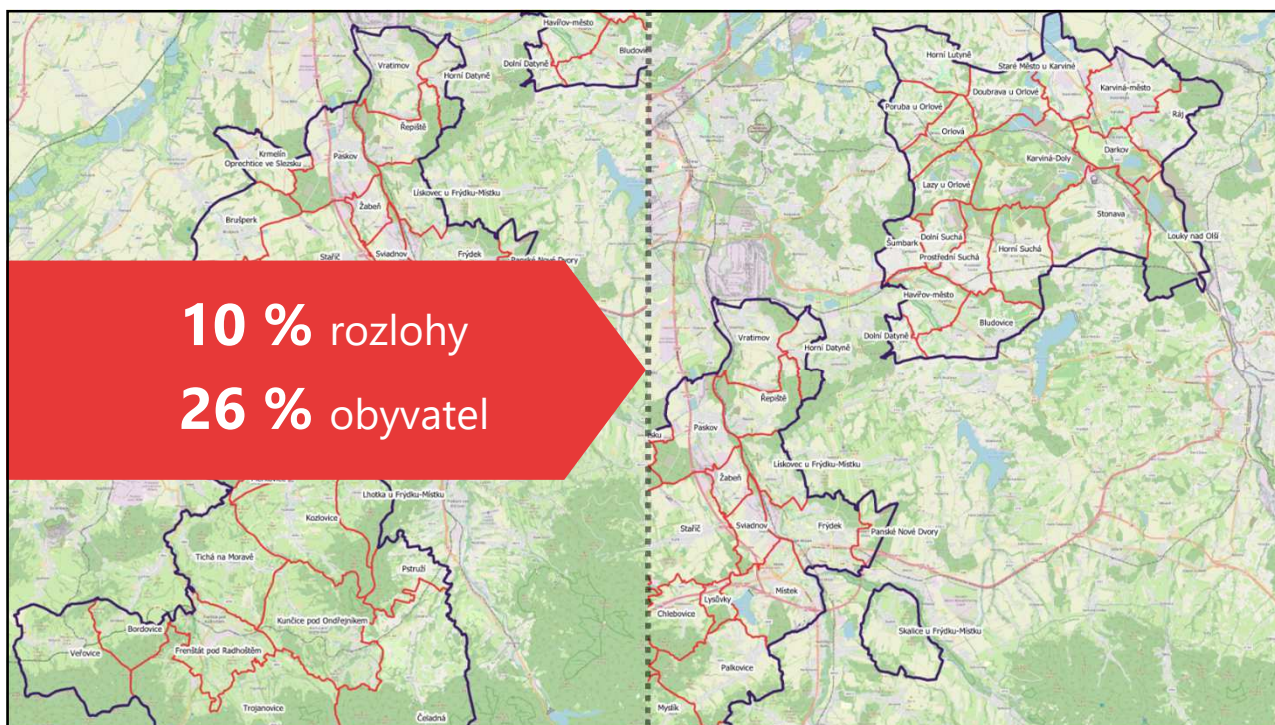 Havířov-město
Bludovi
Dolní Datyně
Vratimov
Horní Datyně
Řepiště
Krmelín
Oprechtice ve Slezsku
Paskov
Lískovec u Frýdku-Místku
Žabeň
Brušperk
Staříč
Sviadnov
Frýdek
Panské Nové Dvory
10 % rozlohy
26 % obyvatel
Lhotka u Frýdku-Místku
Kozlovice
Tichá na Moravě
Pstruží
Kunčice pod Ondřejníkem
Bordovice
Veřovice
Frenštát pod Radhoštěm
Trojanovice
Čeladná
Horní Lutyně
Staré Město u Karviné
Doubrava u Orlové
Karviná-město
Poruba u Orlové
Ráj
Orlová
Darkov
Karviná-Doly
Lazy u Orlové
Stonava
Dolní Suchá
Louky nad Olší
Šumbark
Horní Suchá
Prostřední Suchá
Havířov-město
Bludovice
Dolní Datyně
Vratimov
Horní Datyně
Řepiště
Paskov
esku
Lískovec u Frýdku-Místku
Žabeň
Staříč
Sviadnov
Frýdek
Panské Nové Dvory
Místek
Lysůvky
Chlebovice
Skalice u Frýdku-Místku
Palkovice
Myslík